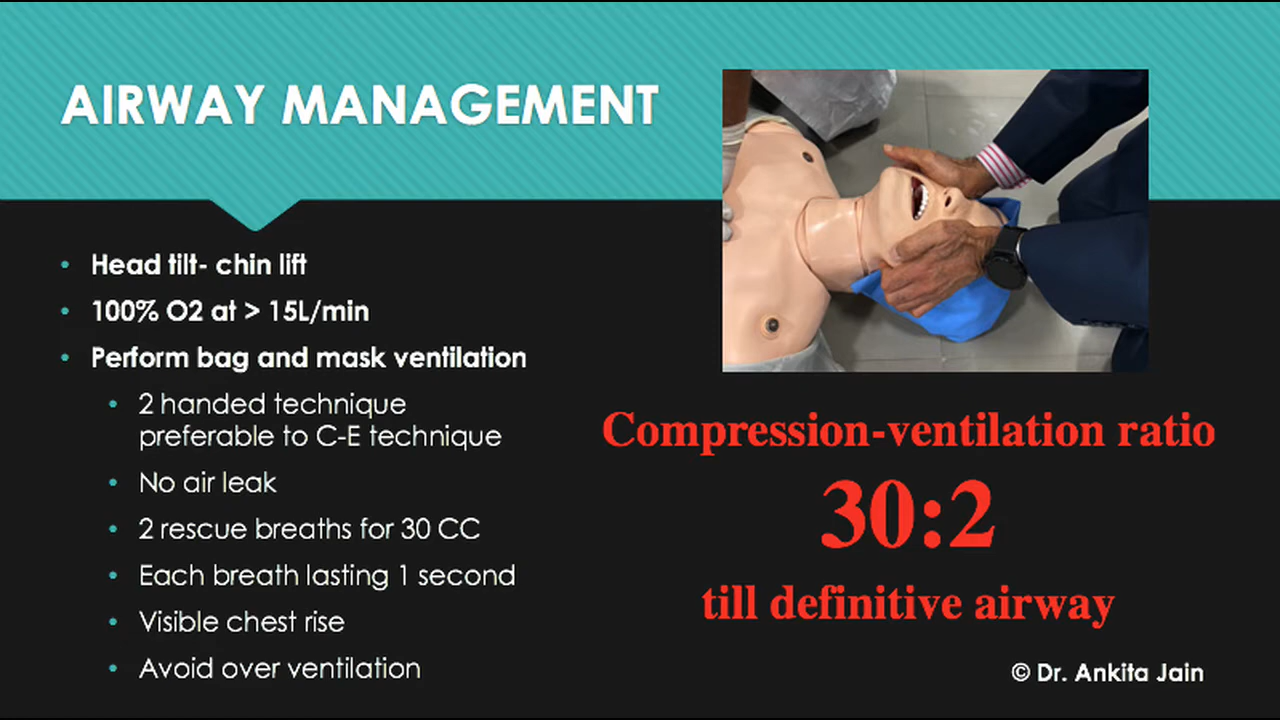 AIRWAY MANAGEMENT
• Head tilt- chin lift
• 100% O2 at > 15L/min
• Perform bag and mask ventilation
• 2 handed technique
preferable to C-E technique
• No air leak
• 2 rescue breaths for 30 CC
• Each breath lasting 1 second
• Visible chest rise
• Avoid over ventilation
Compression-ventilation ratio
30:2
till definitive airway
© Dr. Ankita Jain